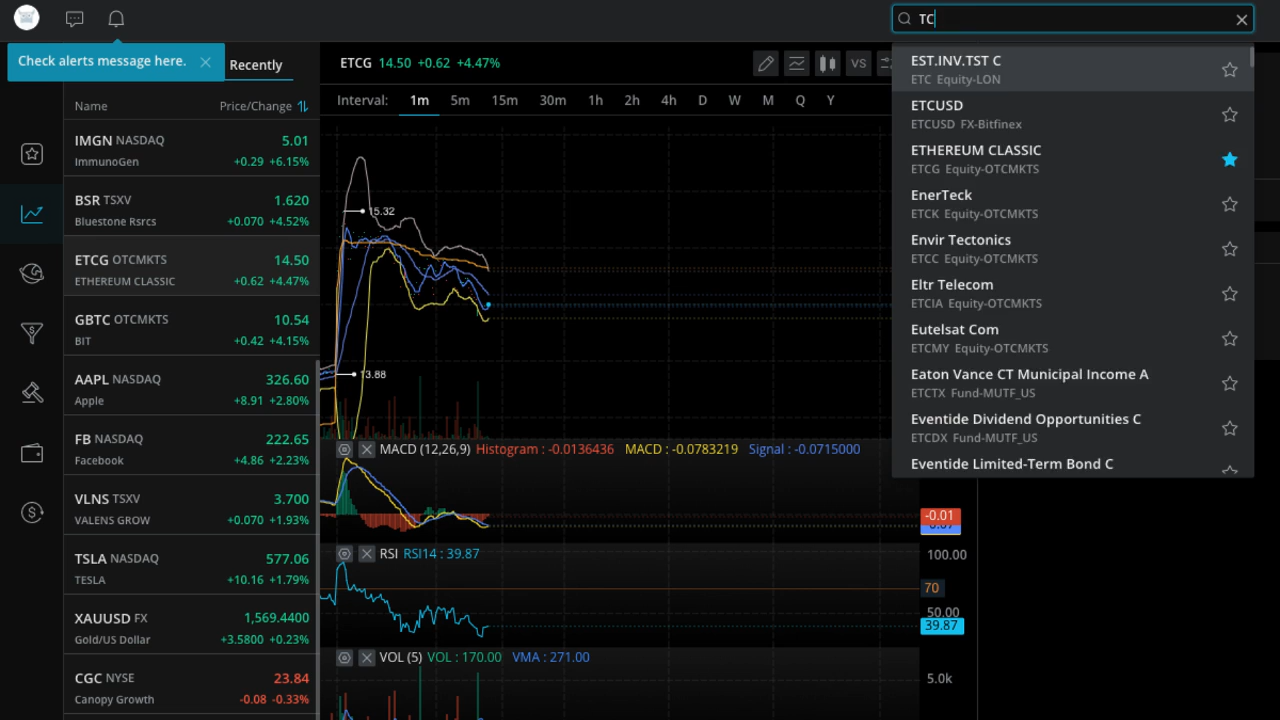 TC
Check alerts message here.
Recently
Name Price/Change
IMGN NASDAQ 5.01
ImmunoGen +0.29 +6.15%
BSR TSXV 1.620
Bluestone Rsrcs +0.070 +4.52%
ETCG OTCMKTS 14.50
ETHEREUM CLASSIC +0.62 +4.47%
GBTC OTCMKTS 10.54
BIT +0.42 +4.15%
AAPL NASDAQ 326.60
Apple +8.91 +2.80%
FB NASDAQ 222.65
Facebook +4.86 +2.23%
VLNS TSXV 3.700
VALENS GROW +0.070 +1.93%
TSLA NASDAQ 577.06
TESLA +10.16 +1.79%
XAUUSD FX 1,569.4400
Gold/US Dollar +3.5800 +0.23%
CGC NYSE 23.84
Canopy Growth -0.08 -0.33%
ETCG 14.50 +0.62 +4.47%
VS
Interval: 1m 5m 15m 30m 1h 2h 4h D W M Q Y
15.32
13.88
MACD (12,26,9) Histogram : -0.0136436 MACD : -0.0783219 Signal : -0.0715000
-0.01
RSI RSI14 : 39.87
100.00
70
50.00
39.87
VOL (5) VOL : 170.00 VMA : 271.00
5.0k
EST.INV.TST C
ETC Equity-LON
ETCUSD
ETCUSD FX-Bitfinex
ETHEREUM CLASSIC
ETCG Equity-OTCMKTS
EnerTeck
ETCK Equity-OTCMKTS
Envir Tectonics
ETCC Equity-OTCMKTS
Eltr Telecom
ETCIA Equity-OTCMKTS
Eutelsat Com
ETCMY Equity-OTCMKTS
Eaton Vance CT Municipal Income A
ETCTX Fund-MUTF_US
Eventide Dividend Opportunities C
ETCDX Fund-MUTF_US
Eventide Limited-Term Bond C